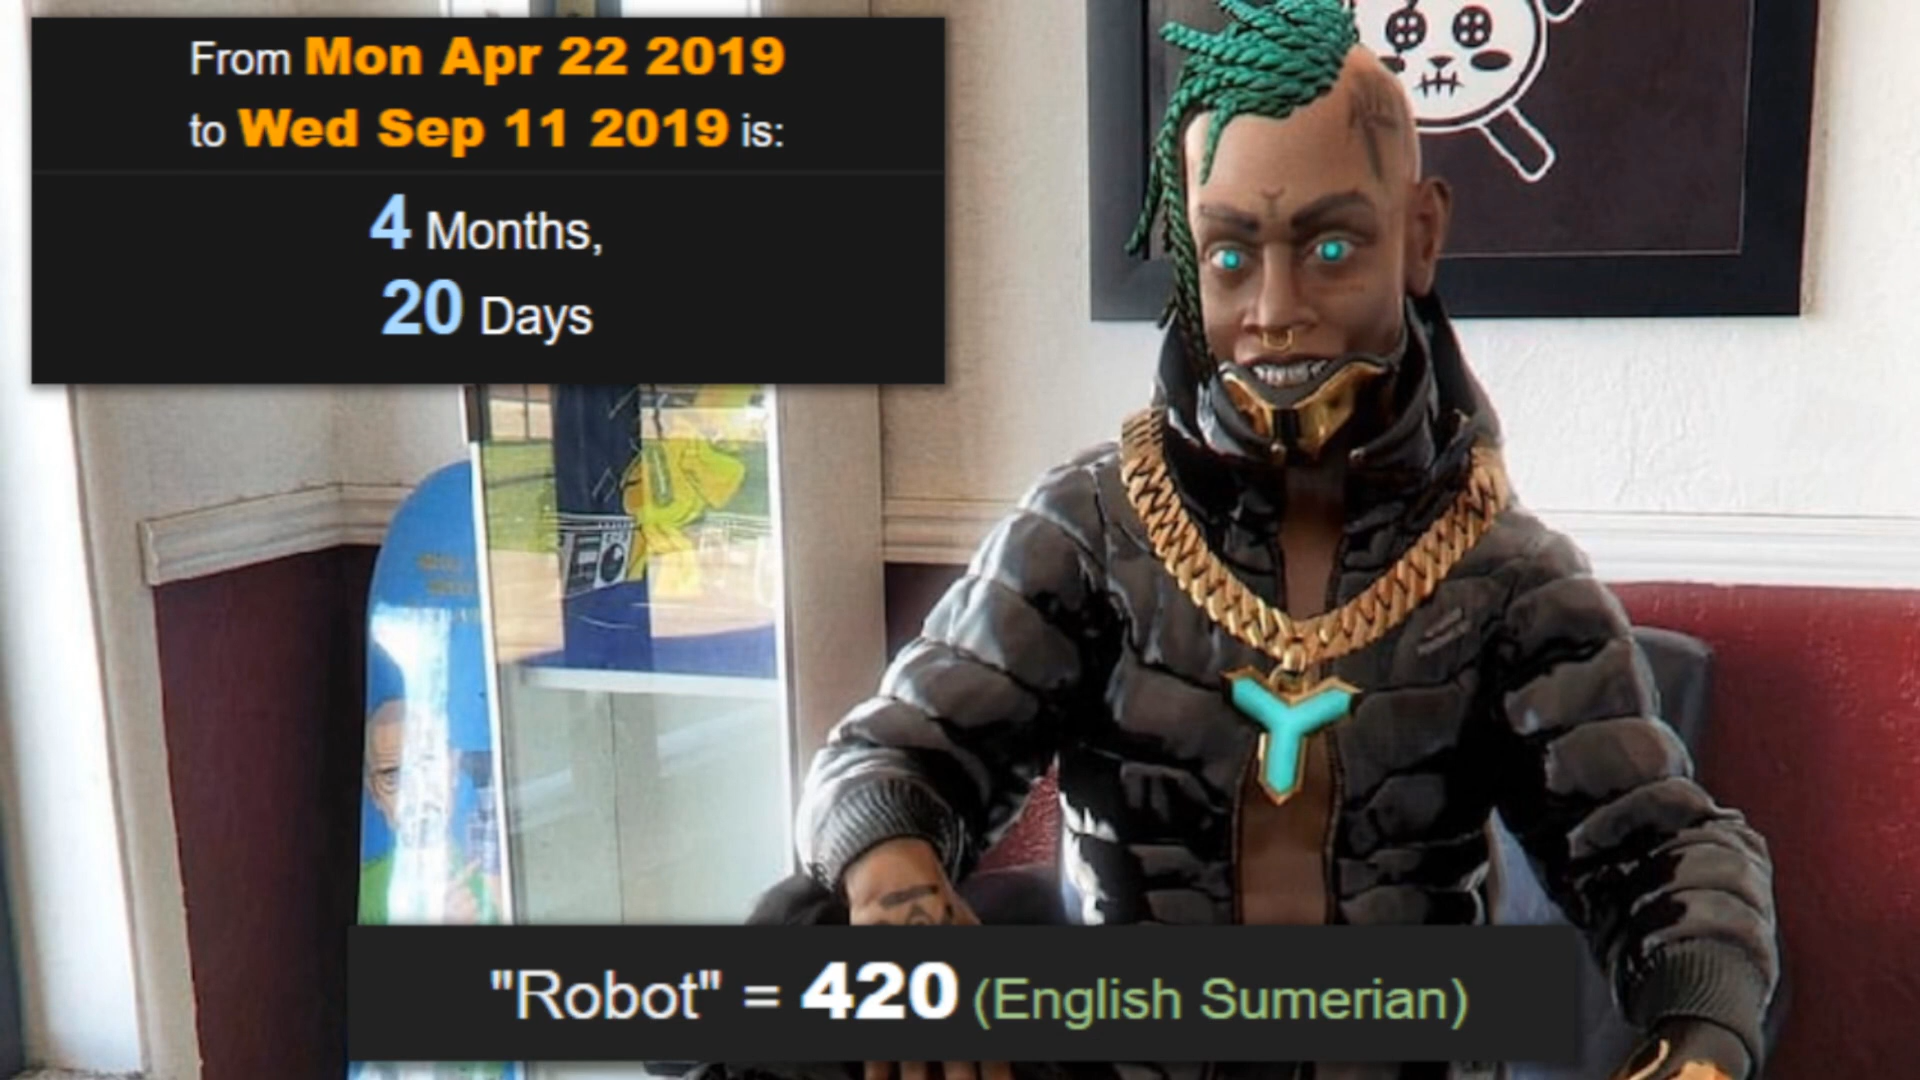 From Mon Apr 22 2019
to Wed Sep 11 2019 is:
4 Months,
20 Days
"Robot" = 420 (English Sumerian)